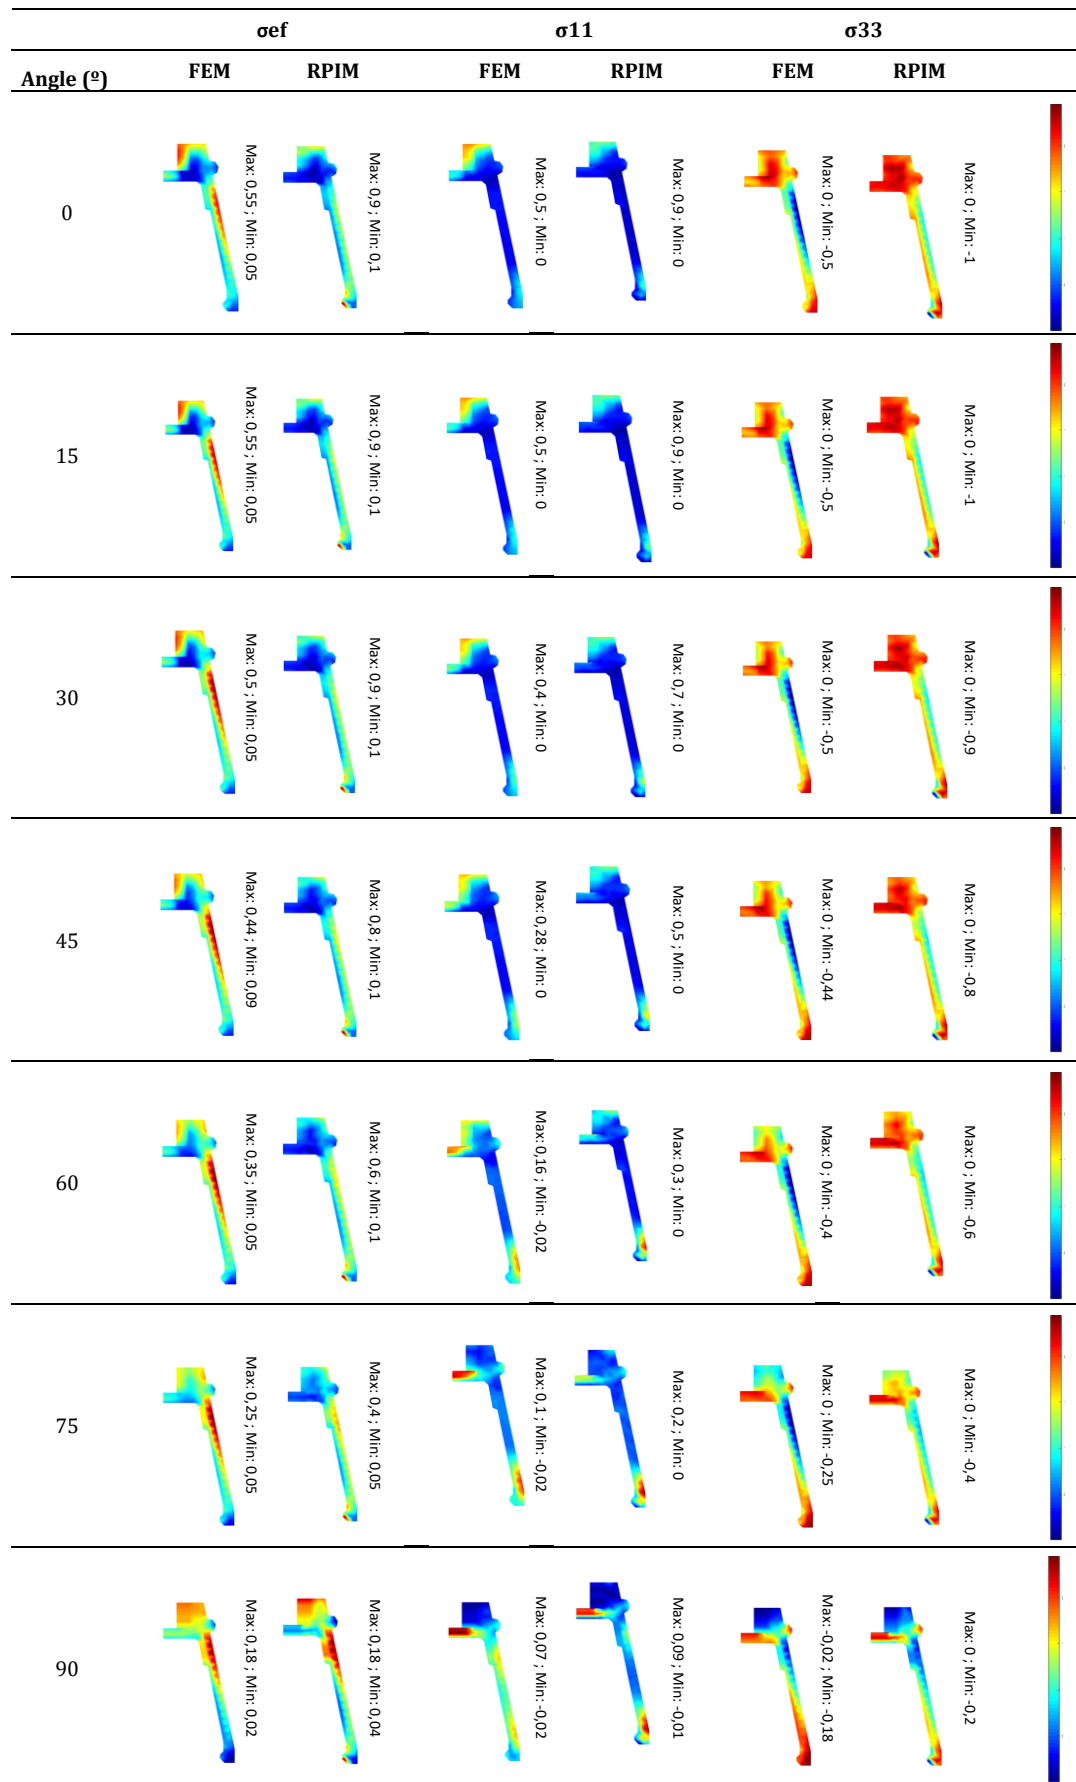 σef σ11 σ33
Angle (º) FEM RPIM FEM RPIM FEM RPIM
0 Max: 0,55 ; Min: 0,05 Max: 0,9 ; Min: 0,1 Max: 0,5 ; Min: 0 Max: 0,9 ; Min: 0 Max: 0 ; Min: -0,5 Max: 0 ; Min: -1
15 Max: 0,55 ; Min: 0,05 Max: 0,9 ; Min: 0,1 Max: 0,5 ; Min: 0 Max: 0,9 ; Min: 0 Max: 0 ; Min: -0,5 Max: 0 ; Min: -1
30 Max: 0,5 ; Min: 0,05 Max: 0,9 ; Min: 0,1 Max: 0,4 ; Min: 0 Max: 0,7 ; Min: 0 Max: 0 ; Min: -0,5 Max: 0 ; Min: -0,9
45 Max: 0,44 ; Min: 0,09 Max: 0,8 ; Min: 0,1 Max: 0,28 ; Min: 0 Max: 0,5 ; Min: 0 Max: 0 ; Min: -0,44 Max: 0 ; Min: -0,8
60 Max: 0,35 ; Min: 0,05 Max: 0,6 ; Min: 0,1 Max: 0,16 ; Min: -0,02 Max: 0,3 ; Min: 0 Max: 0 ; Min: -0,4 Max: 0 ; Min: -0,6
75 Max: 0,25 ; Min: 0,05 Max: 0,4 ; Min: 0,05 Max: 0,1 ; Min: -0,02 Max: 0,2 ; Min: 0 Max: 0 ; Min: -0,25 Max: 0 ; Min: -0,4
90 Max: 0,18 ; Min: 0,02 Max: 0,18 ; Min: 0,04 Max: 0,07 ; Min: -0,02 Max: 0,09 ; Min: -0,01 Max: -0,02 ; Min: -0,18 Max: 0 ; Min: -0,2